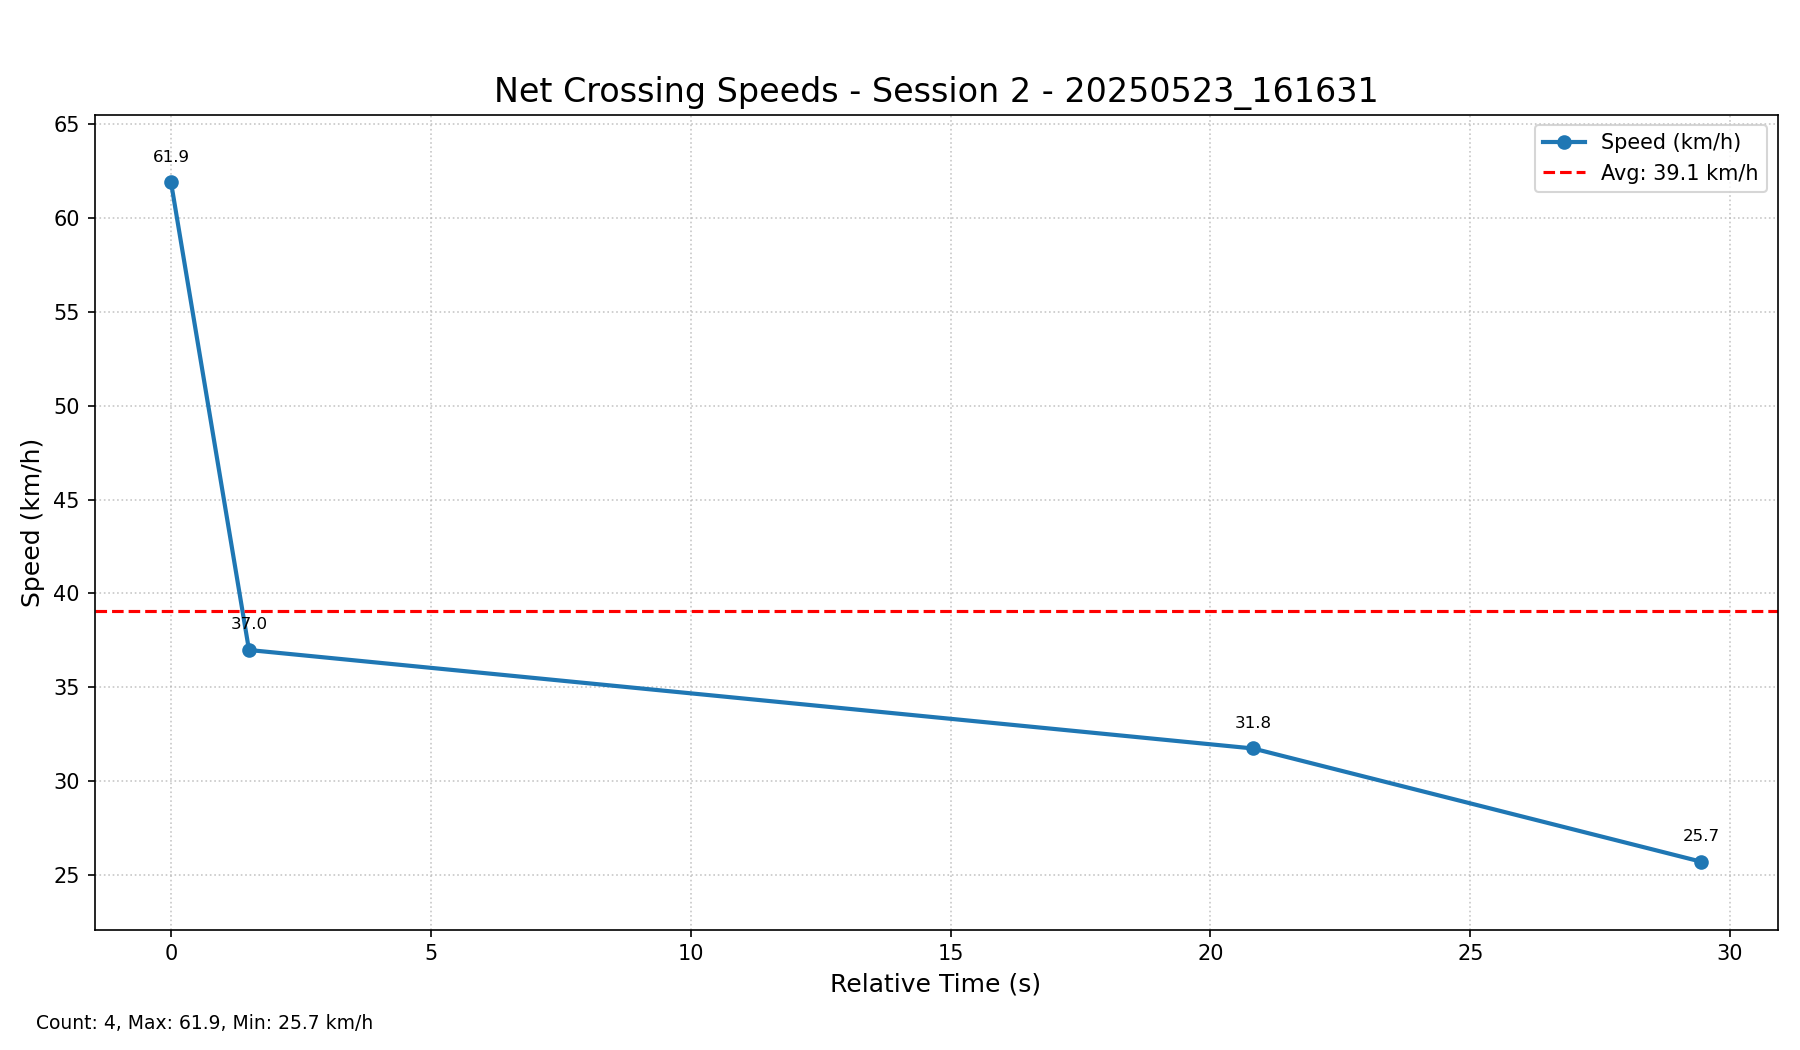 Net Crossing Speeds - Session 2 - 20250523_161631
Speed (km/h)
Avg: 39.1 km/h
65
60
55
50
45
40
35
30
25
Speed (km/h)
61.9
37.0
31.8
25.7
0 5 10 15 20 25 30
Relative Time (s)
Count: 4, Max: 61.9, Min: 25.7 km/h